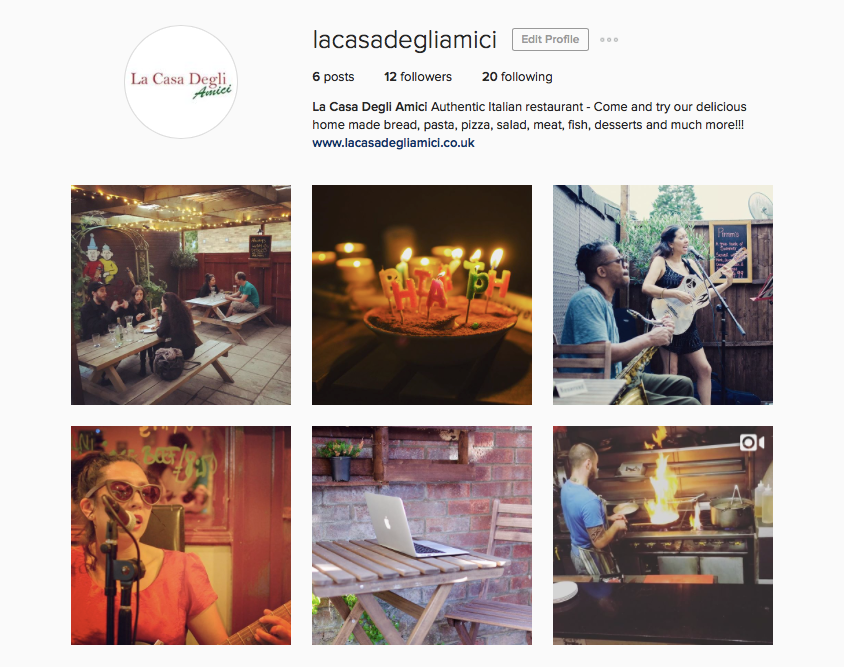 La Casa Degli
Amici
lacasadegliamici
Edit Profile
6 posts 12 followers 20 following
La Casa Degli Amici Authentic Italian restaurant - Come and try our delicious
home made bread, pasta, pizza, salad, meat, fish, desserts and much more!!!
www.lacasadegliamici.co.uk
Pimm's